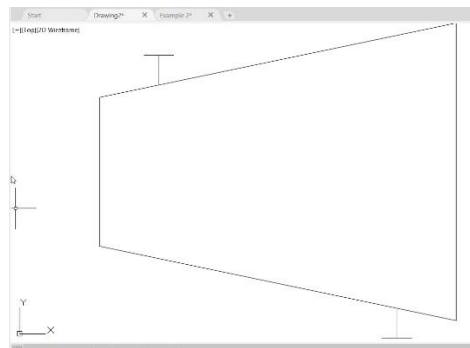 Start Drawing2* X Example 2* X +
[−][Top][2D Wireframe]
Y
X